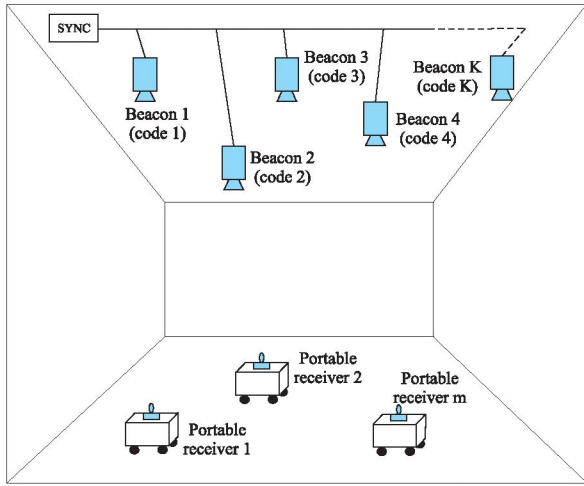 SYNC
Beacon 1
(code 1)
Beacon 2
(code 2)
Beacon 3
(code 3)
Beacon 4
(code 4)
Beacon K
(code K)
Portable
receiver 1
Portable
receiver 2
Portable
receiver m